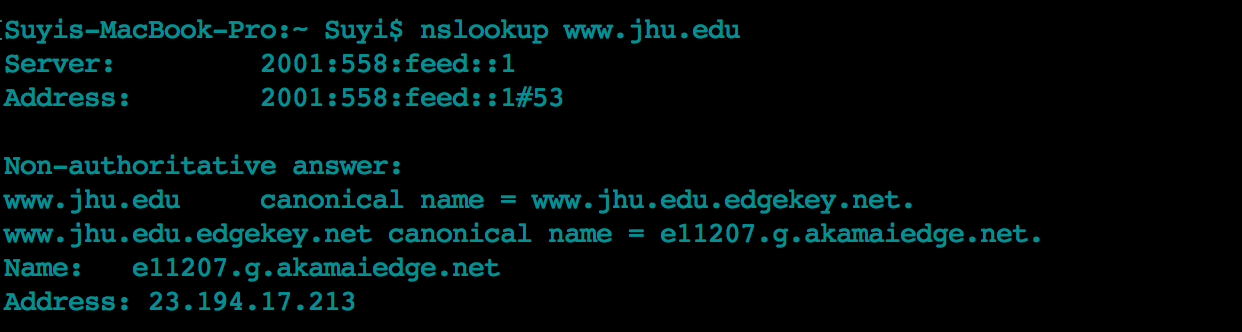 Suyis-MacBook-Pro:~ Suyi$ nslookup www.jhu.edu
Server:         2001:558:feed::1
Address:        2001:558:feed::1#53
Non-authoritative answer:
www.jhu.edu     canonical name = www.jhu.edu.edgekey.net.
www.jhu.edu.edgekey.net canonical name = e11207.g.akamaiedge.net.
Name:   e11207.g.akamaiedge.net
Address: 23.194.17.213